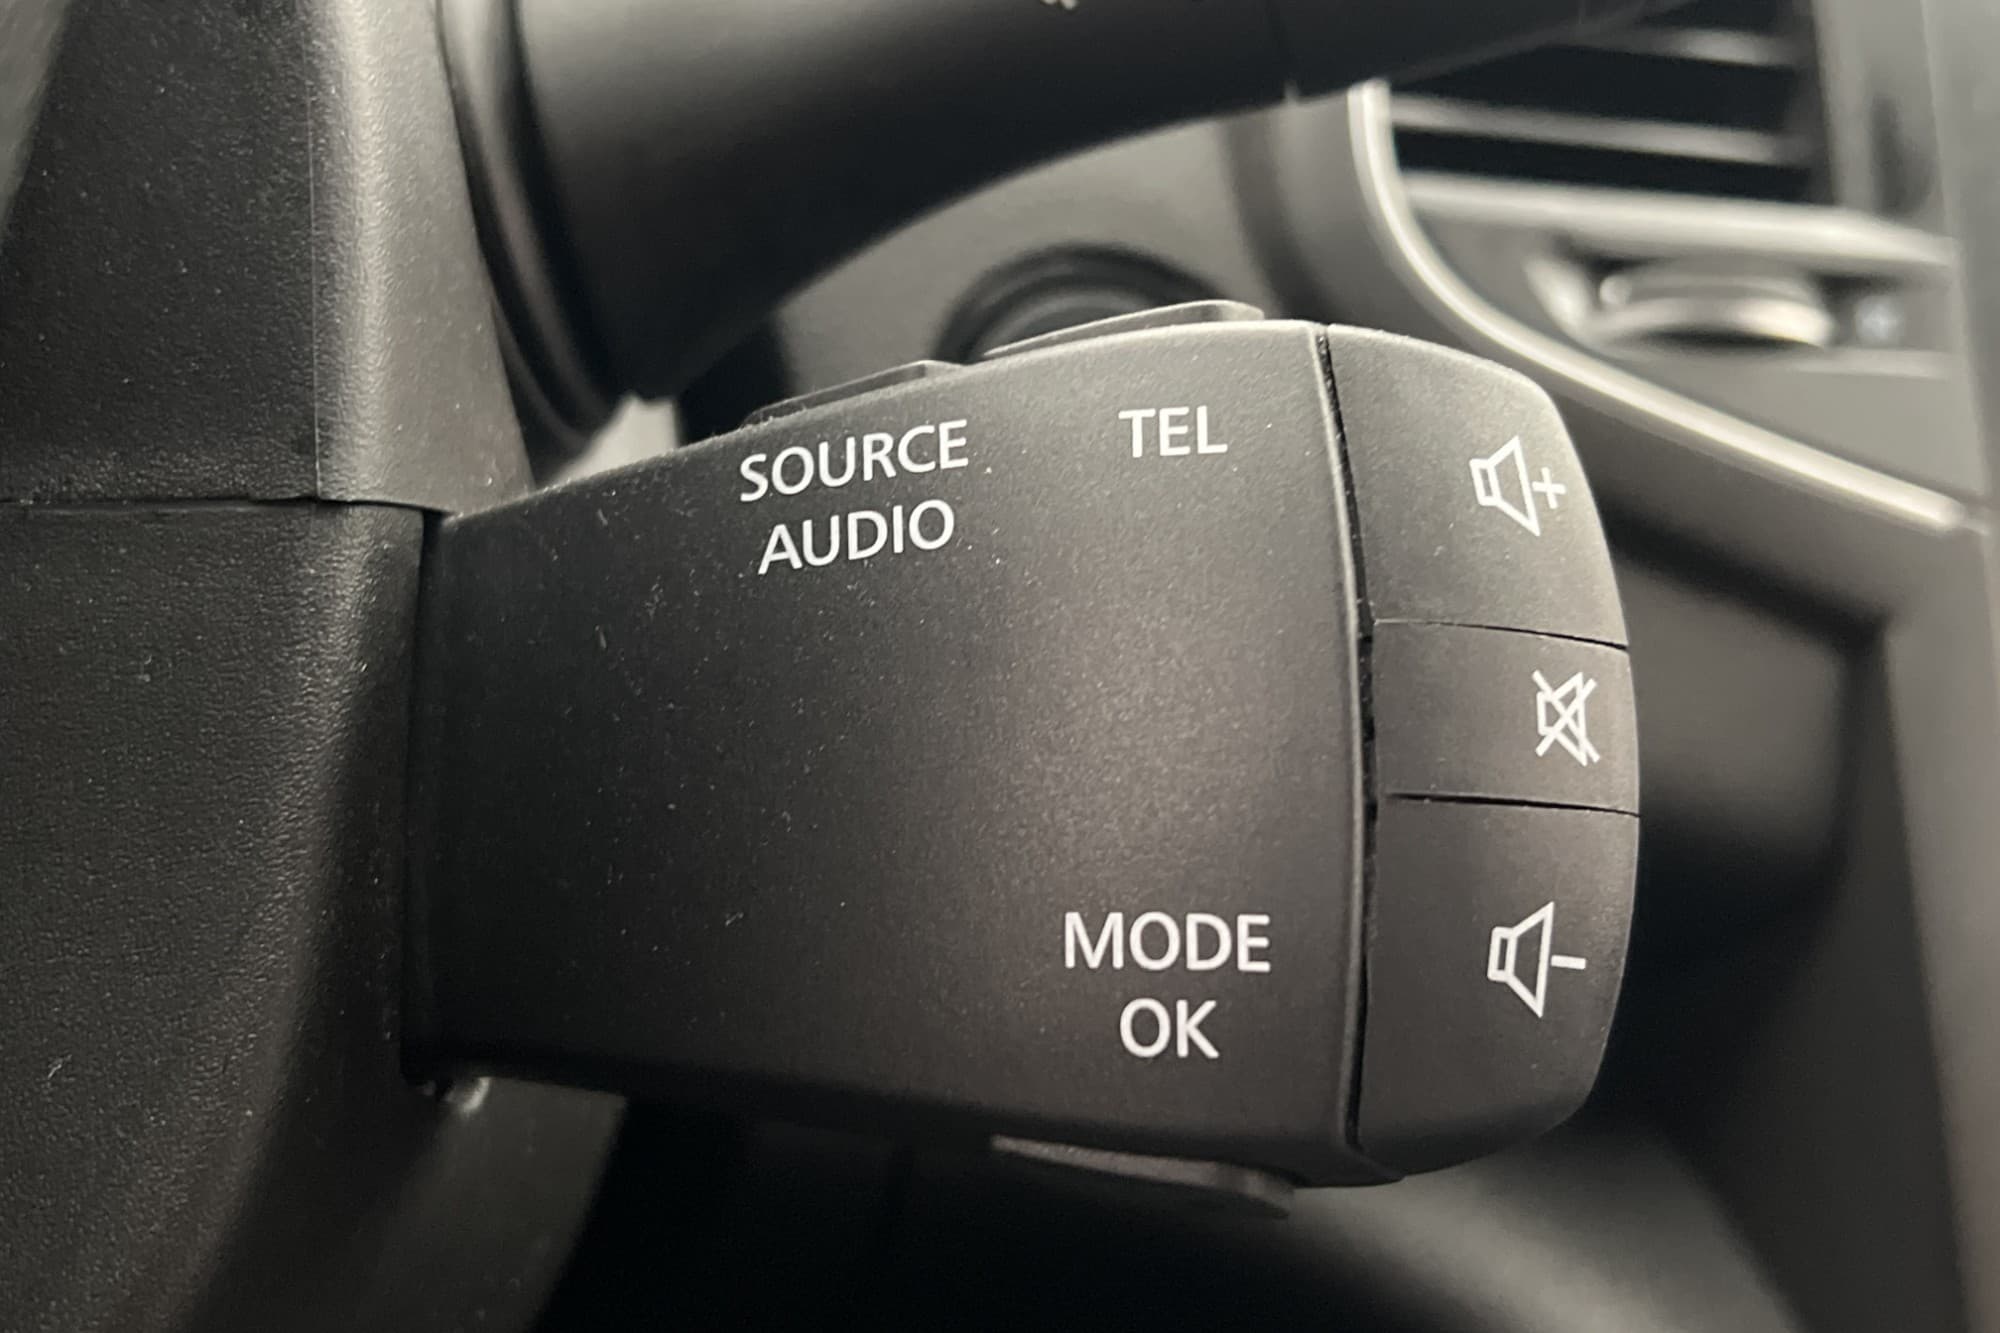 SOURCE
AUDIO
TEL
+
-
MODE
OK